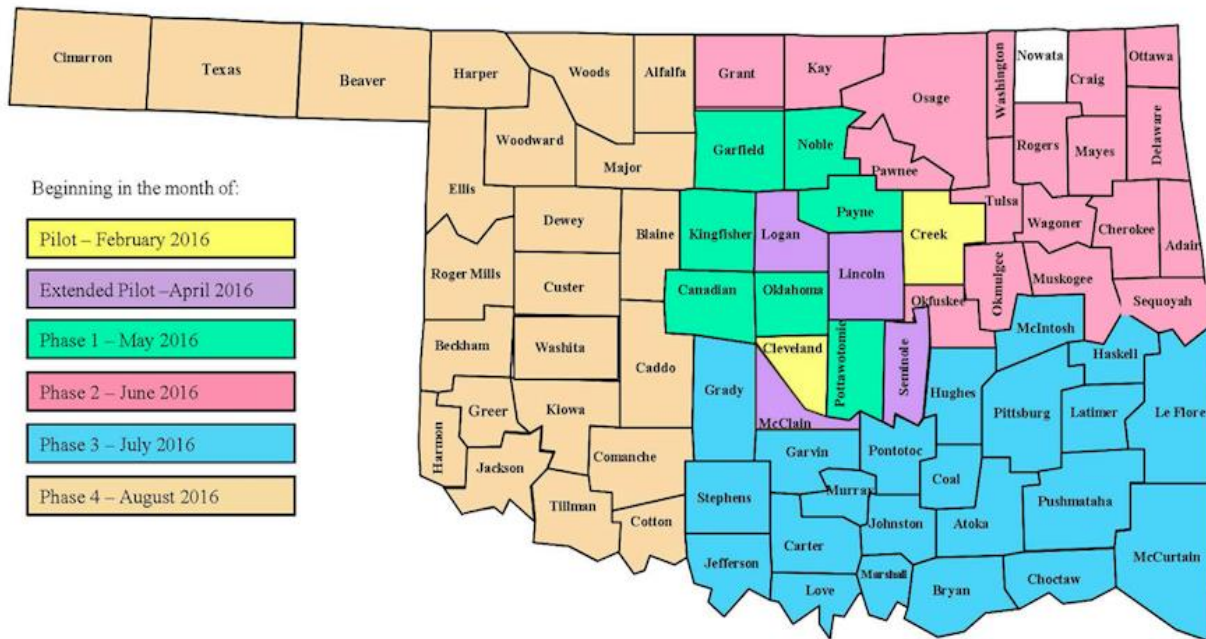 Cimarron
Texas
Beaver
Harper
Woods
Alfalfa
Grant
Kay
Osage
Washington
Nowata
Craig
Ottawa
Delaware
Woodward
Major
Garfield
Noble
Pawnee
Rogers
Mayes
Ellis
Dewey
Blaine
Kingfisher
Logan
Payne
Creek
Tulsa
Wagoner
Cherokee
Adair
Roger Mills
Custer
Canadian
Oklahoma
Lincoln
Okfuskee
Okmulgee
Muskogee
Sequoyah
Beckham
Washita
Caddo
Grady
Cleveland
McClain
Pottawotomic
Seminole
Hughes
McIntosh
Haskell
Pittsburg
Latimer
Le Flore
Harmon
Greer
Kiowa
Jackson
Comanche
Tillman
Cotton
Stephens
Garvin
Murray
Pontotoc
Coal
Johnston
Atoka
Pushmataha
McCurtain
Jefferson
Carter
Love
Marshall
Bryan
Choctaw
Beginning in the month of:
Pilot – February 2016
Extended Pilot –April 2016
Phase 1 – May 2016
Phase 2 – June 2016
Phase 3 – July 2016
Phase 4 – August 2016